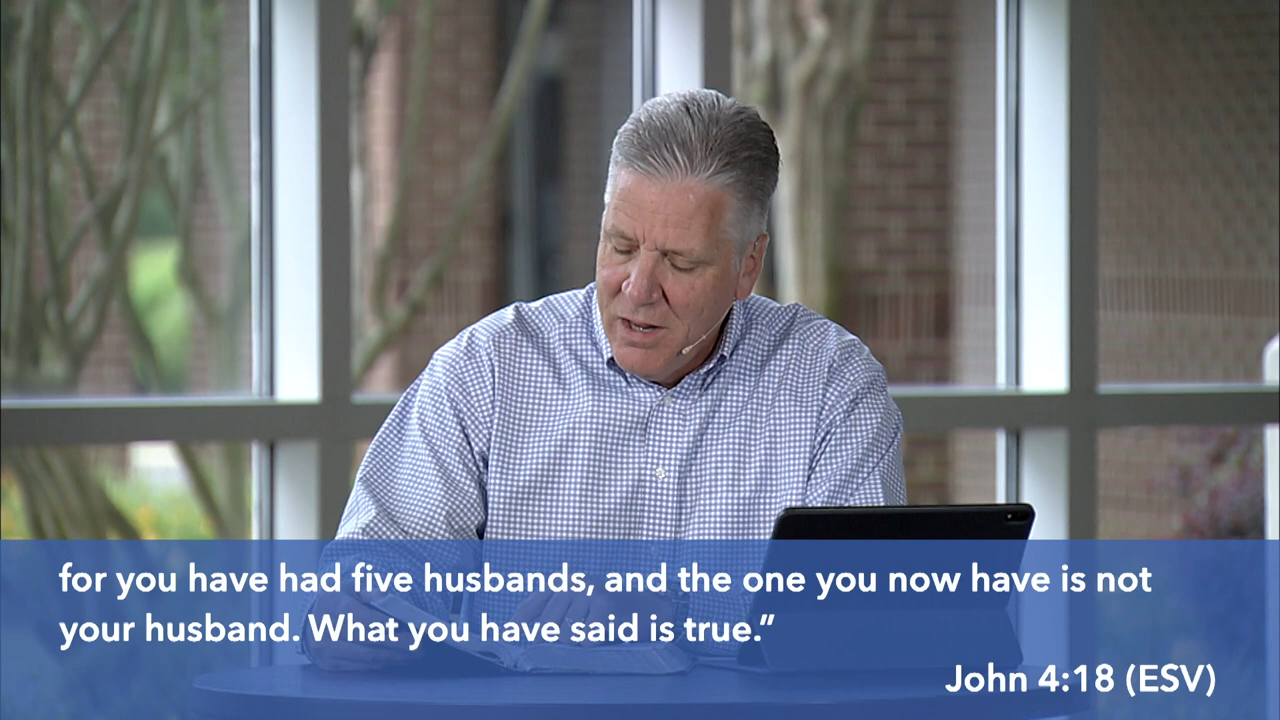 for you have had five husbands, and the one you now have is not
your husband. What you have said is true.”
John 4:18 (ESV)